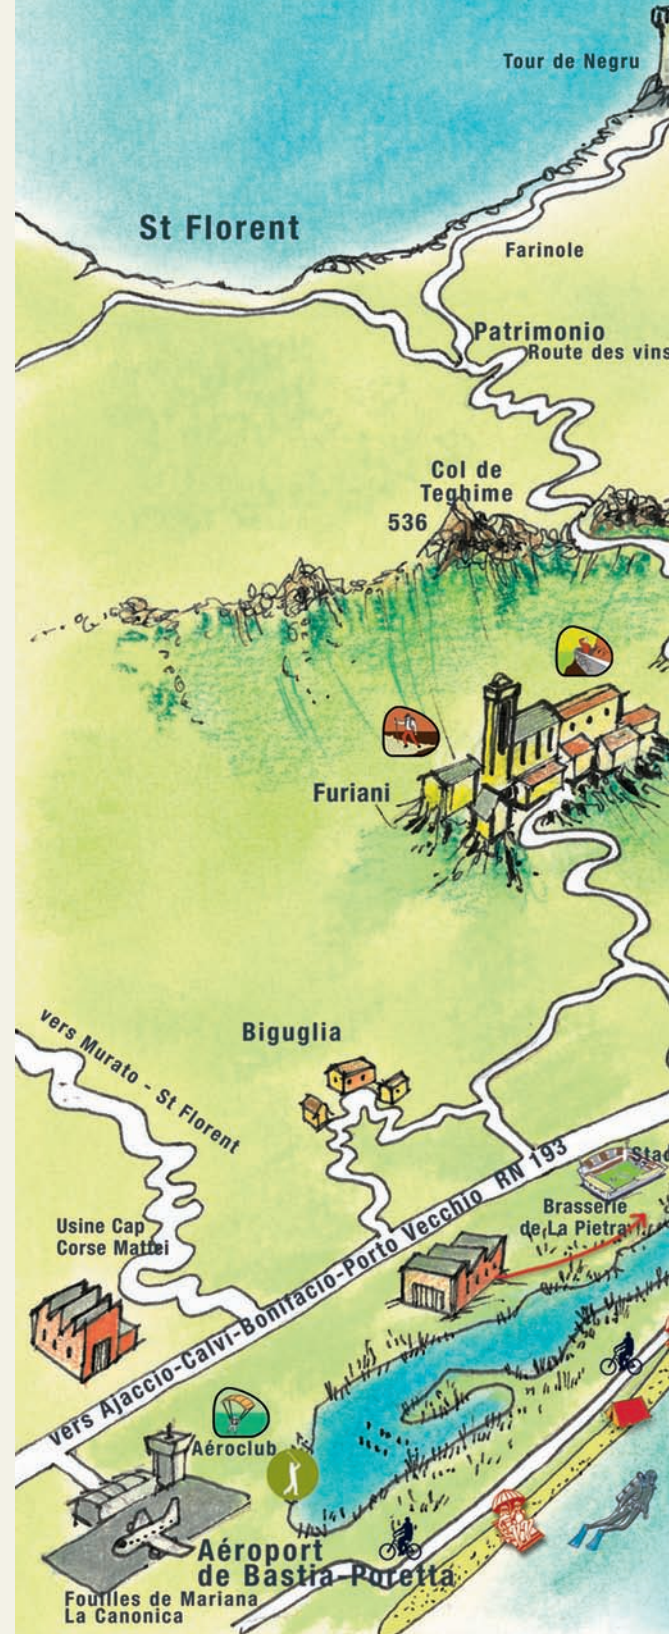 Tour de Negru
St Florent
Farinole
Patrimonio
Route des vins
Col de
Teghime
536
Furiani
Biguglia
vers Murato - St Florent
vers Ajaccio-Calvi-Bonifacio-Porto Vecchio RN 193
Brasserie
de La Pietra
Usine Cap
Corse Mattei
Aéroclub
Aéroport
de Bastia-Poretta
Fouilles de Mariana
La Canonica